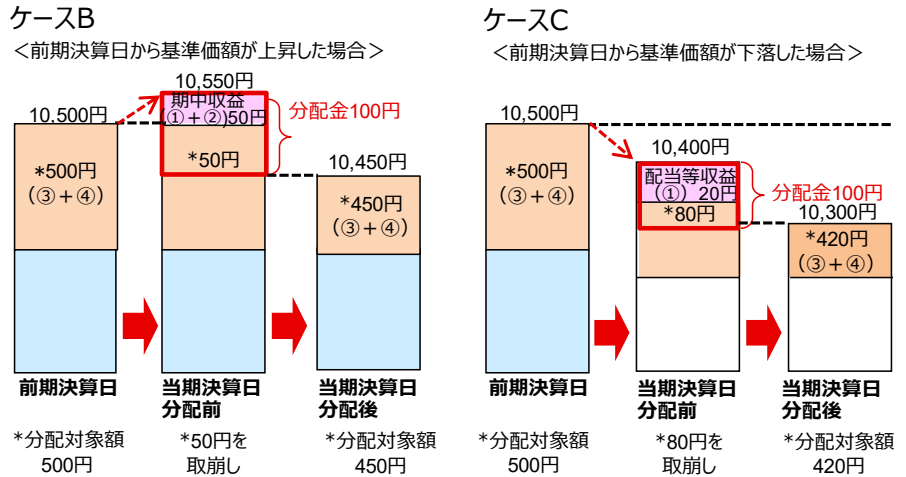 ケースB
<前期決算日から基準価額が上昇した場合>
10,500円
*500円
(③+④)
前期決算日
*分配対象額
500円
10,550円
期中収益
(①+②)50円
*50円
分配金100円
当期決算日
分配前
*50円を
取崩し
10,450円
*450円
(③+④)
当期決算日
分配後
*分配対象額
450円
ケースC
<前期決算日から基準価額が下落した場合>
10,500円
*500円
(③+④)
前期決算日
*分配対象額
500円
10,400円
配当等収益
(①) 20円
*80円
分配金100円
当期決算日
分配前
*80円を
取崩し
10,300円
*420円
(③+④)
当期決算日
分配後
*分配対象額
420円